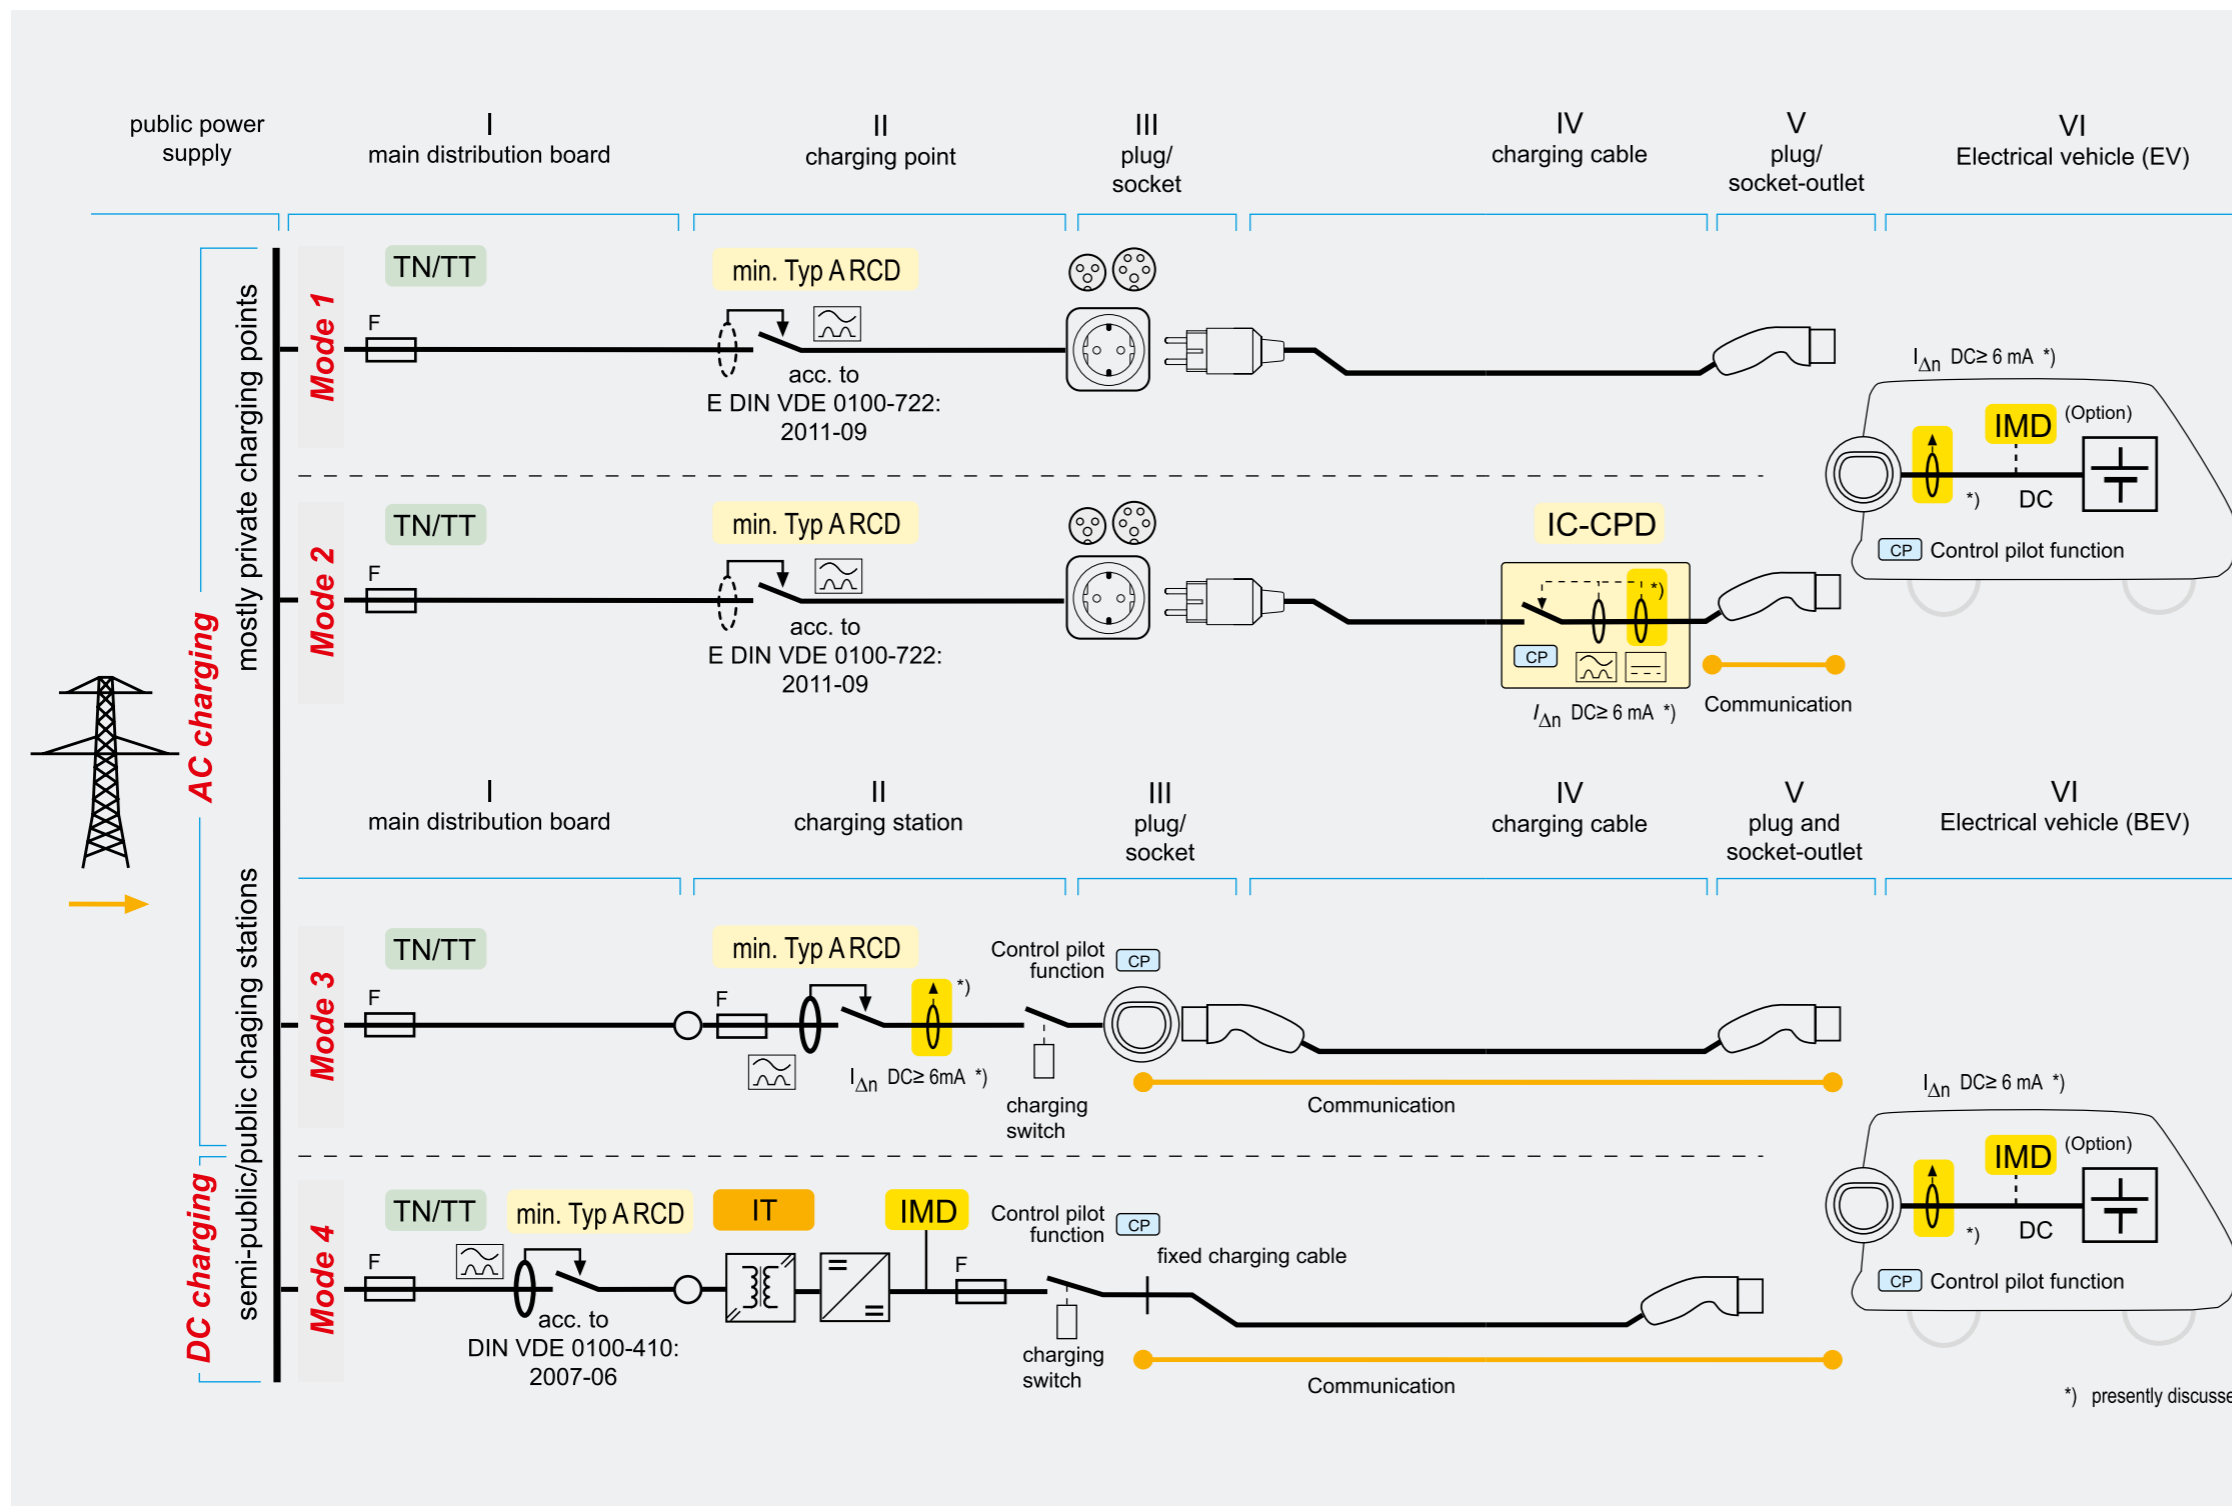 public power
supply
I
main distribution board
II
charging point
III
plug/
socket
IV
charging cable
V
plug/
socket-outlet
VI
Electrical vehicle (EV)
AC charging
mostly private charging points
Mode 1
TN/TT
F
min. Typ A RCD
acc. to
E DIN VDE 0100-722:
2011-09
IΔn DC≥ 6 mA *)
IMD (Option)
*)
DC
CP Control pilot function
Mode 2
TN/TT
F
min. Typ A RCD
acc. to
E DIN VDE 0100-722:
2011-09
IC-CPD
*)
CP
IΔn DC≥ 6 mA *)
Communication
I
main distribution board
II
charging station
III
plug/
socket
IV
charging cable
V
plug and
socket-outlet
VI
Electrical vehicle (BEV)
semi-public/public chaging stations
Mode 3
TN/TT
F
min. Typ A RCD
F
*)
IΔn DC≥ 6mA *)
Control pilot
function
CP
charging
switch
Communication
IΔn DC≥ 6 mA *)
IMD (Option)
*)
DC
CP Control pilot function
DC charging
Mode 4
TN/TT
F
min. Typ A RCD
acc. to
DIN VDE 0100-410:
2007-06
IT
IMD
F
Control pilot
function
CP
fixed charging cable
charging
switch
Communication
*) presently discusse